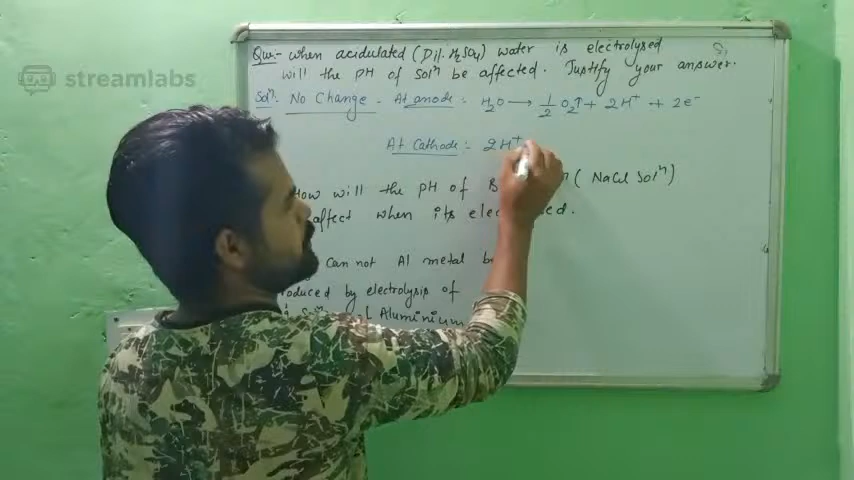 streamlabs
Que:- when acidulated (Dil. H₂SO₄) water is electrolysed
will the PH of Solⁿ be affected. Justify your answer.
Solⁿ: No Change - At anode :- H₂O ⟶ 1/2 O₂↑ + 2H⁺ + 2e⁻
At Cathode :- 2H⁺
How will the PH of B ( NaCl Solⁿ)
affect when its elec ed.
can not Al metal b
oduced by electrolysis of
Aluminium